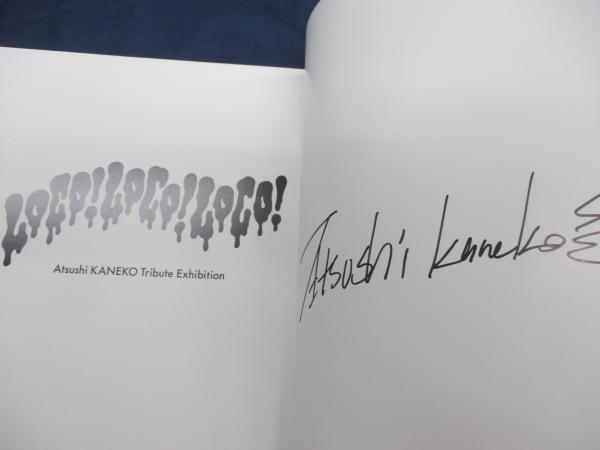 LOCO! LOCO! LOCO!
Atsushi KANEKO Tribute Exhibition
Atsushi Kaneko